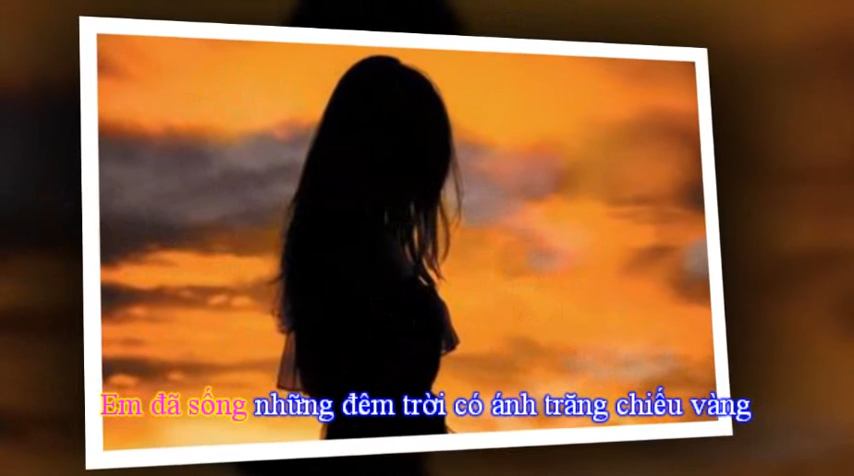 Em đã sống những đêm trời có ánh trăng chiếu vàng